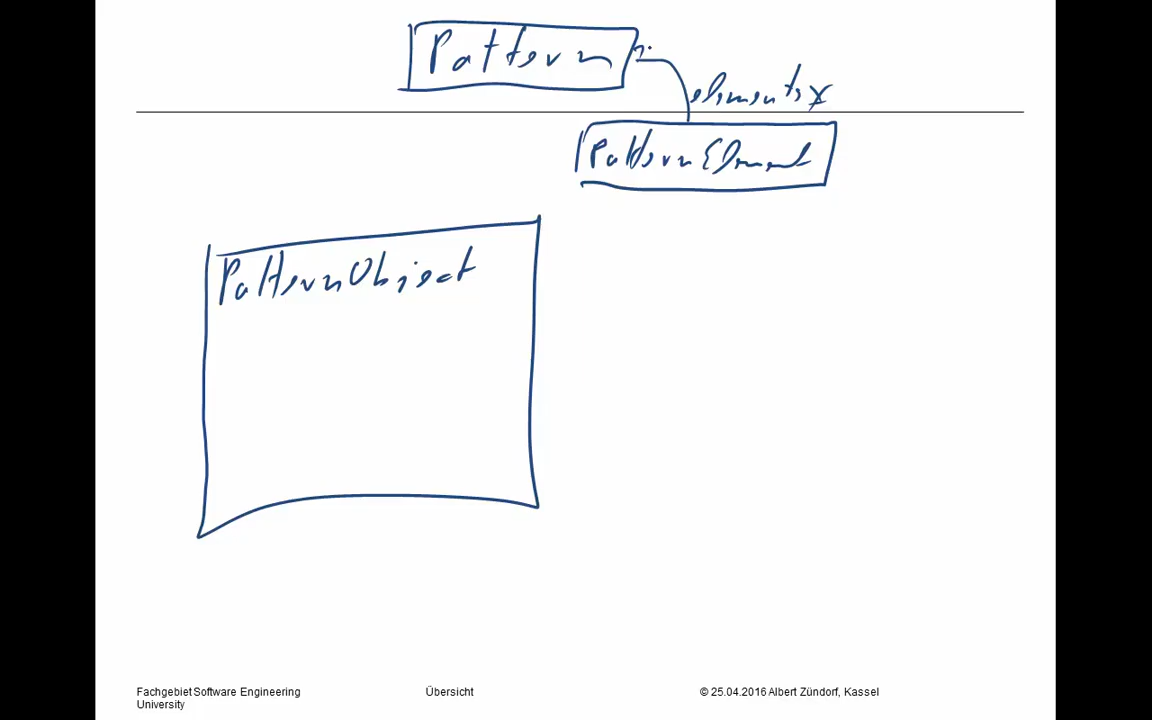 Pattern
elements *
PatternElement
PatternObject
Fachgebiet Software Engineering
University
Übersicht
© 25.04.2016 Albert Zündorf, Kassel